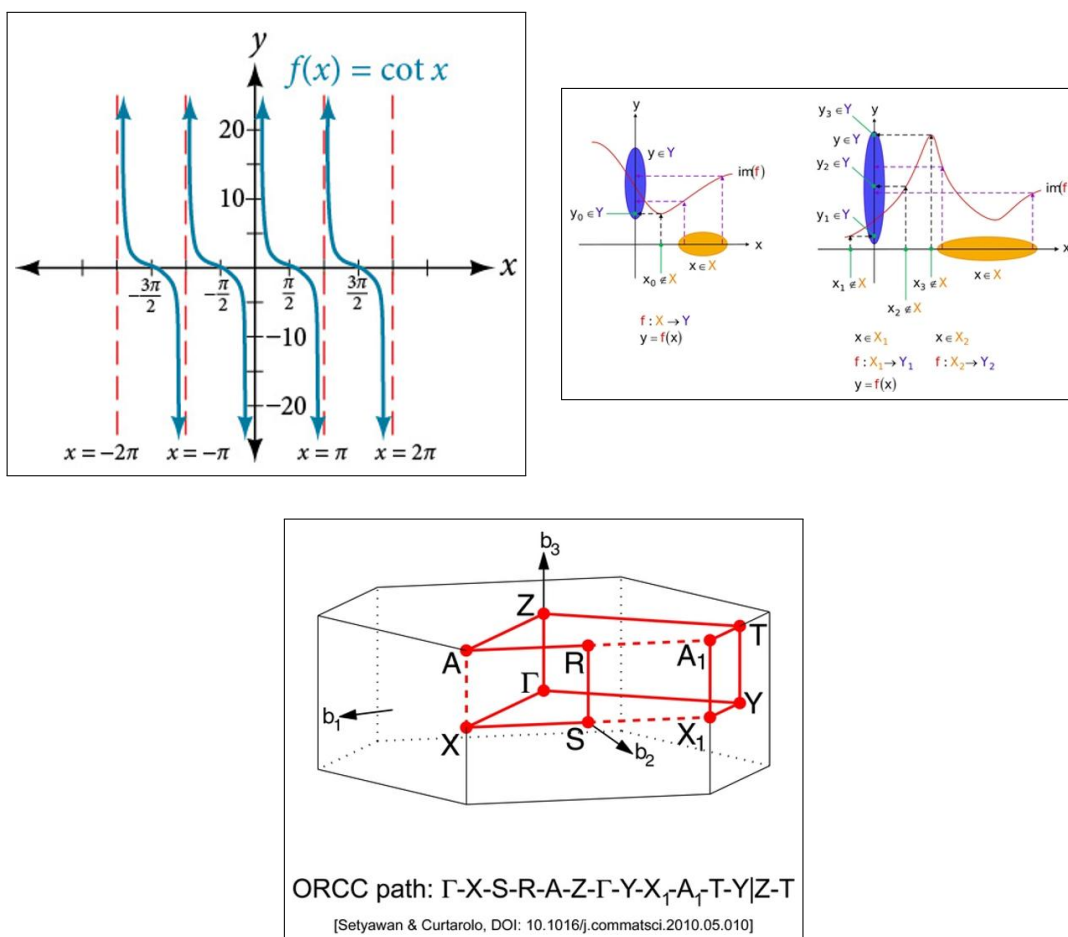 y
f(x) = cot x
20
10
x
-3π/2
-π/2
π/2
3π/2
-10
-20
x = -2π
x = -π
x = π
x = 2π
y
y ∈ Y
im(f)
y₀ ∈ Y
x
x₀ ∉ X
x ∈ X
f : X → Y
y = f(x)
y₃ ∈ Y
y
y ∈ Y
y₂ ∈ Y
im(f
y₁ ∈ Y
x
x₁ ∉ X
x₃ ∉ X
x ∈ X
x₂ ∉ X
x ∈ X₁
x ∈ X₂
f : X₁ → Y₁
f : X₂ → Y₂
y = f(x)
b₃
Z
T
A
R
A₁
Γ
Y
b₁
X
S
X₁
b₂
ORCC path: Γ-X-S-R-A-Z-Γ-Y-X₁-A₁-T-Y|Z-T
[Setyawan & Curtarolo, DOI: 10.1016/j.commatsci.2010.05.010]